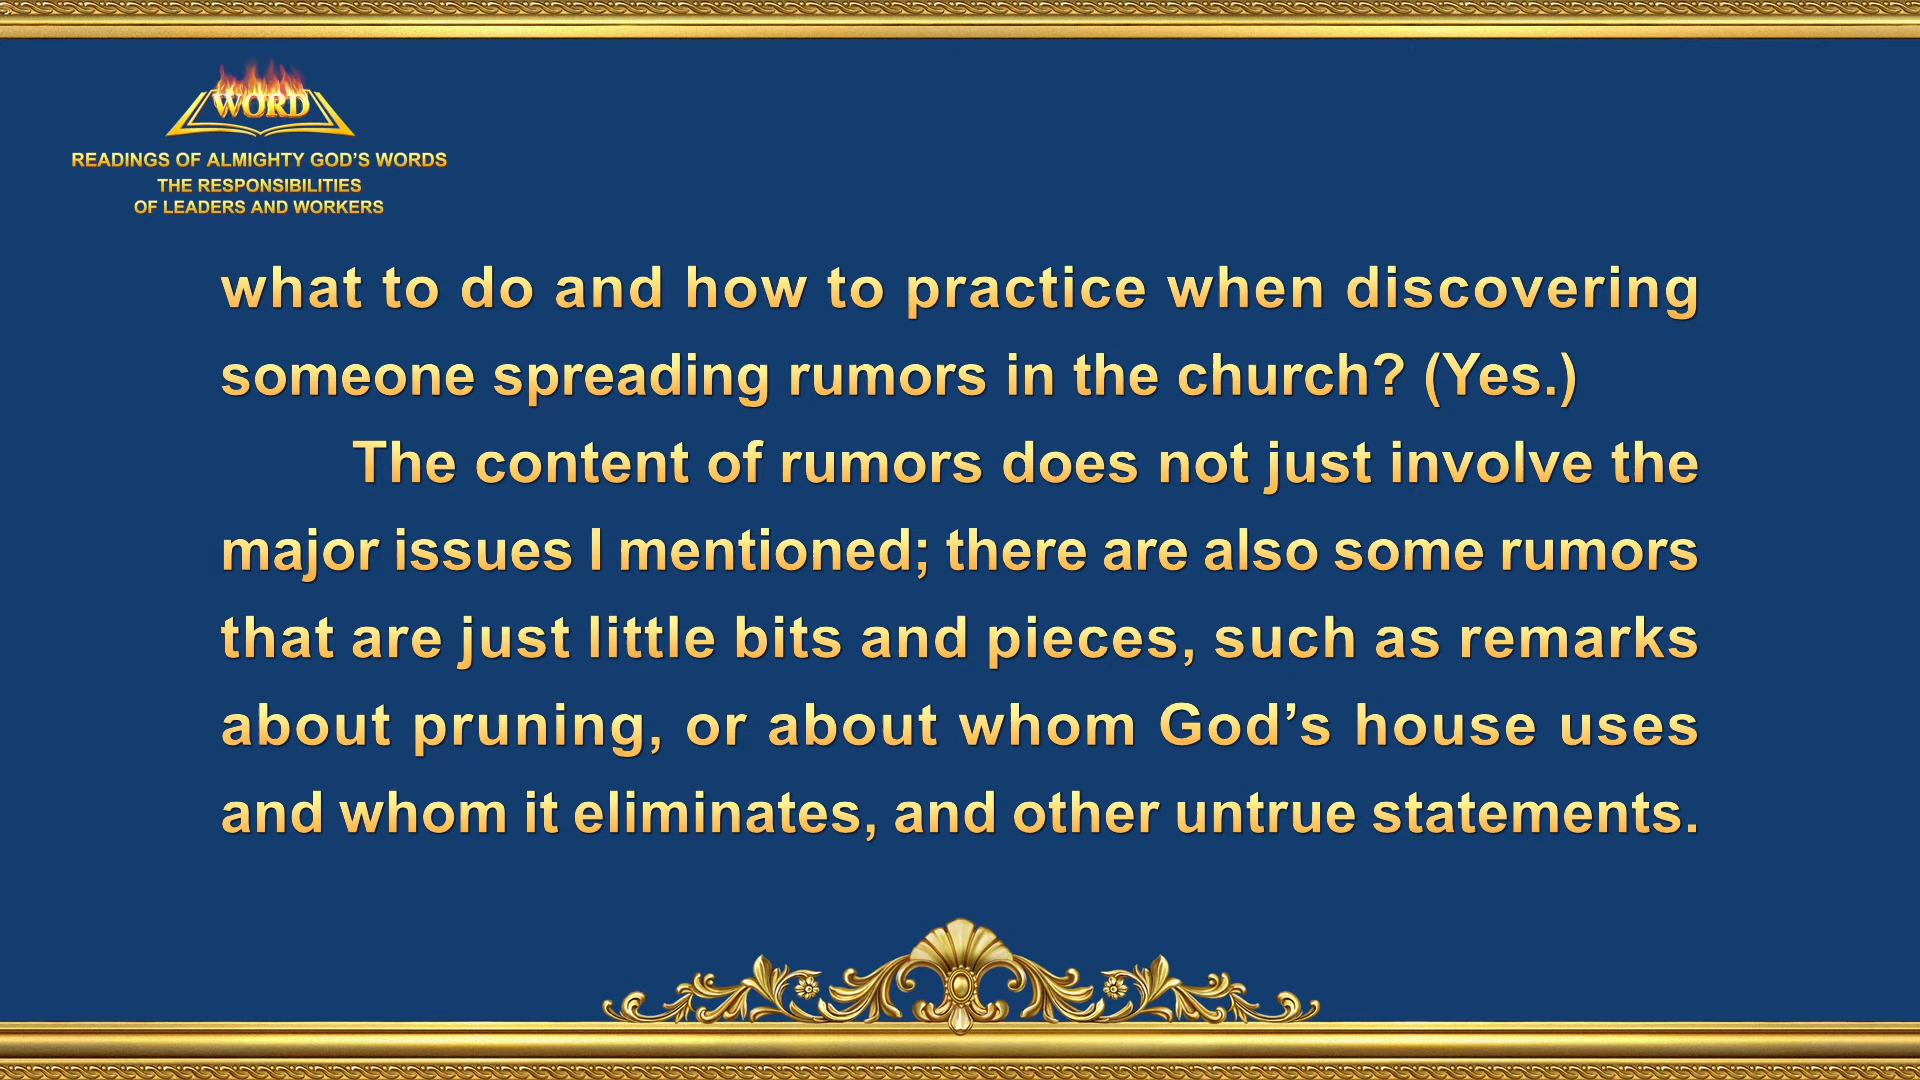 WORD
READINGS OF ALMIGHTY GOD’S WORDS
THE RESPONSIBILITIES
OF LEADERS AND WORKERS
what to do and how to practice when discovering
someone spreading rumors in the church? (Yes.)
The content of rumors does not just involve the
major issues I mentioned; there are also some rumors
that are just little bits and pieces, such as remarks
about pruning, or about whom God’s house uses
and whom it eliminates, and other untrue statements.